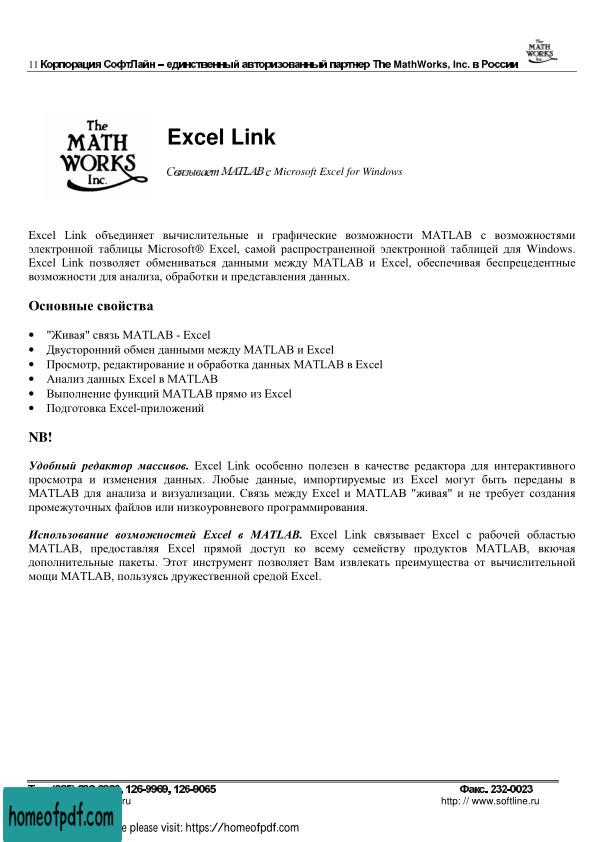 11 Корпорация СофтЛайн – единственный авторизованный партнер The MathWorks, Inc. в России
The
MATH
WORKS
Inc.
The
MATH
WORKS
Inc.
Excel Link
Связывает MATLAB с Microsoft Excel for Windows
Excel Link объединяет вычислительные и графические возможности MATLAB с возможностями
электронной таблицы Microsoft® Excel, самой распространенной электронной таблицей для Windows.
Excel Link позволяет обмениваться данными между MATLAB и Excel, обеспечивая беспрецедентные
возможности для анализа, обработки и представления данных.
Основные свойства
• "Живая" связь MATLAB - Excel
• Двусторонний обмен данными между MATLAB и Excel
• Просмотр, редактирование и обработка данных MATLAB в Excel
• Анализ данных Excel в MATLAB
• Выполнение функций MATLAB прямо из Excel
• Подготовка Excel-приложений
NB!
Удобный редактор массивов. Excel Link особенно полезен в качестве редактора для интерактивного
просмотра и изменения данных. Любые данные, импортируемые из Excel могут быть переданы в
MATLAB для анализа и визуализации. Связь между Excel и MATLAB "живая" и не требует создания
промежуточных файлов или низкоуровневого программирования.
Использование возможностей Excel в MATLAB. Excel Link связывает Excel с рабочей областью
MATLAB, предоставляя Excel прямой доступ ко всему семейству продуктов MATLAB, вкючая
дополнительные пакеты. Этот инструмент позволяет Вам извлекать преимущества от вычислительной
мощи MATLAB, пользуясь дружественной средой Excel.
, 126-9969, 126-9065
Факс. 232-0023
ru
http: // www.softline.ru
homeofpdf.com
please visit: https://homeofpdf.com